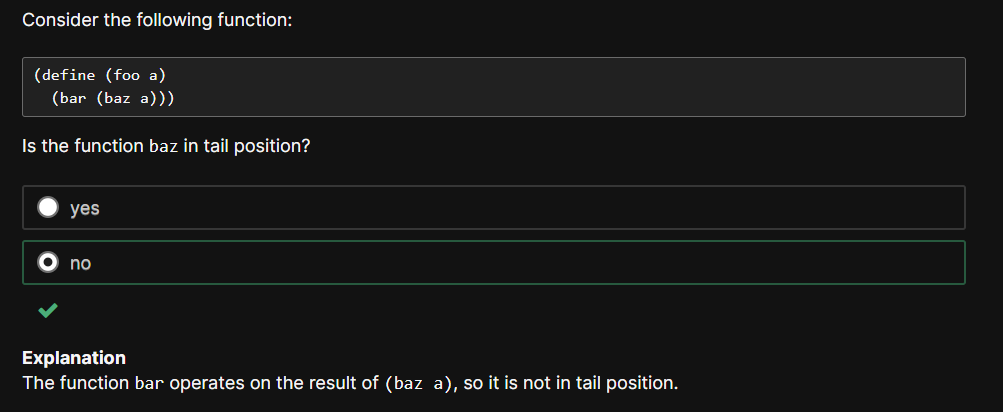 Consider the following function:
(define (foo a)
  (bar (baz a)))
Is the function baz in tail position?
yes
no
Explanation
The function bar operates on the result of (baz a), so it is not in tail position.